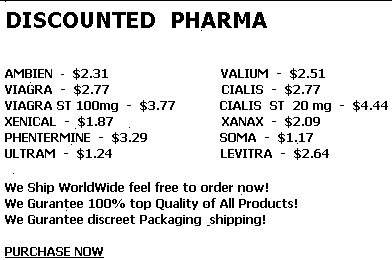 DISCOUNTED PHARMA
AMBIEN - $2.31 VALIUM - $2.51
VIAGRA - $2.77 CIALIS - $2.77
VIAGRA ST 100mg - $3.77 CIALIS ST 20 mg - $4.44
XENICAL - $1.87 XANAX - $2.09
PHENTERMINE - $3.29 SOMA - $1.17
ULTRAM - $1.24 LEVITRA - $2.64
We Ship WorldWide feel free to order now!
We Gurantee 100% top Quality of All Products!
We Gurantee discreet Packaging shipping!
PURCHASE NOW